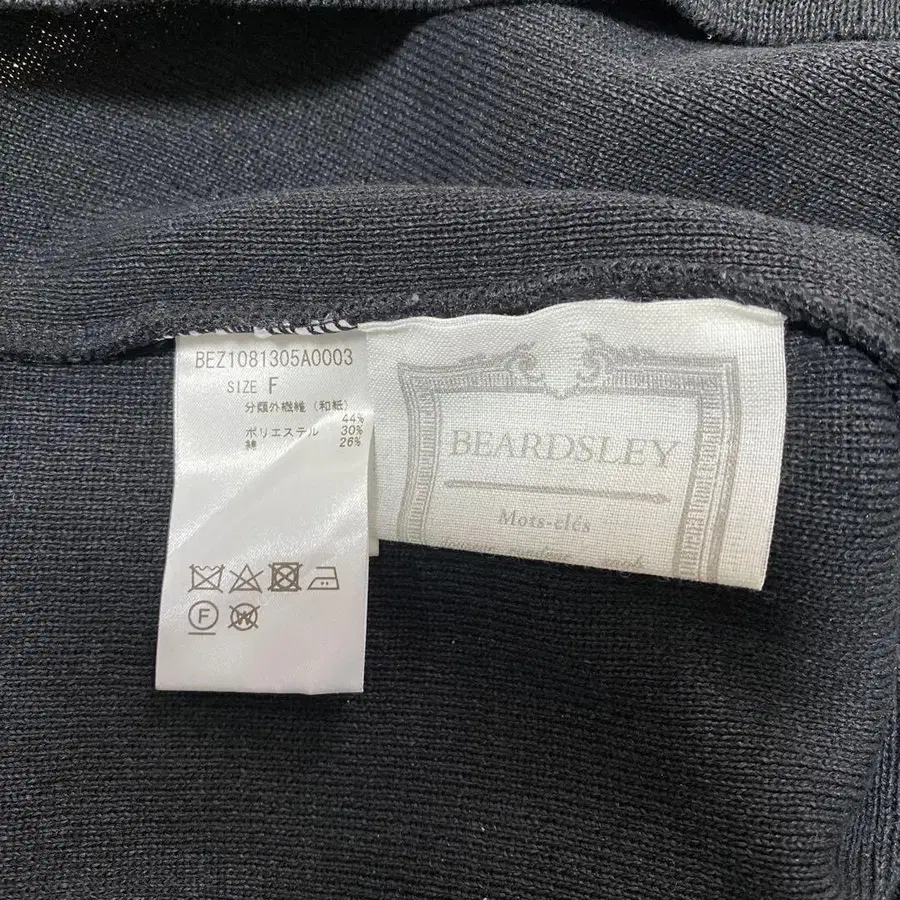 BEZ1081305A0003
SIZE F
分類外繊維 (和紙)
44%
ポリエステル 30%
綿 26%
F
W
BEARDSLEY
Mots-clés